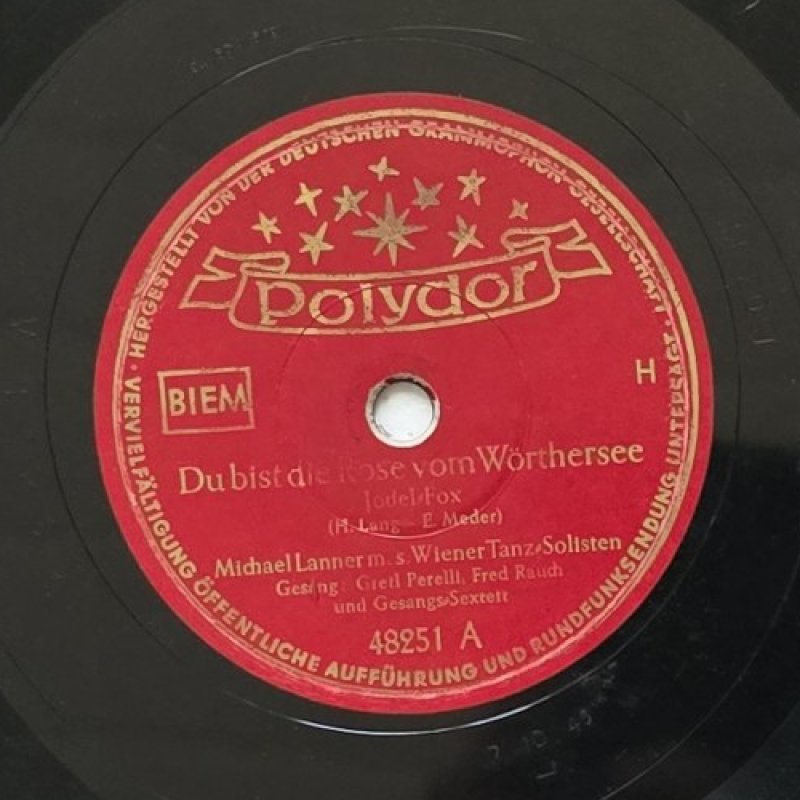 HERGESTELLT VON DER DEUTSCHEN GRAMMOPHON-GESELLSCHAFT ·
Polydor
BIEM
H
Du bist die Rose vom Wörthersee
Jodel-Fox
(H. Lang - E. Meder)
Michael Lanner m. s. Wiener Tanz-Solisten
Gesang: Gretl Perelli, Fred Rauch
und Gesangs-Sextett
48251 A
· VERVIELFÄLTIGUNG ÖFFENTLICHE AUFFÜHRUNG UND RUNDFUNKSENDUNG UNTERSAGT